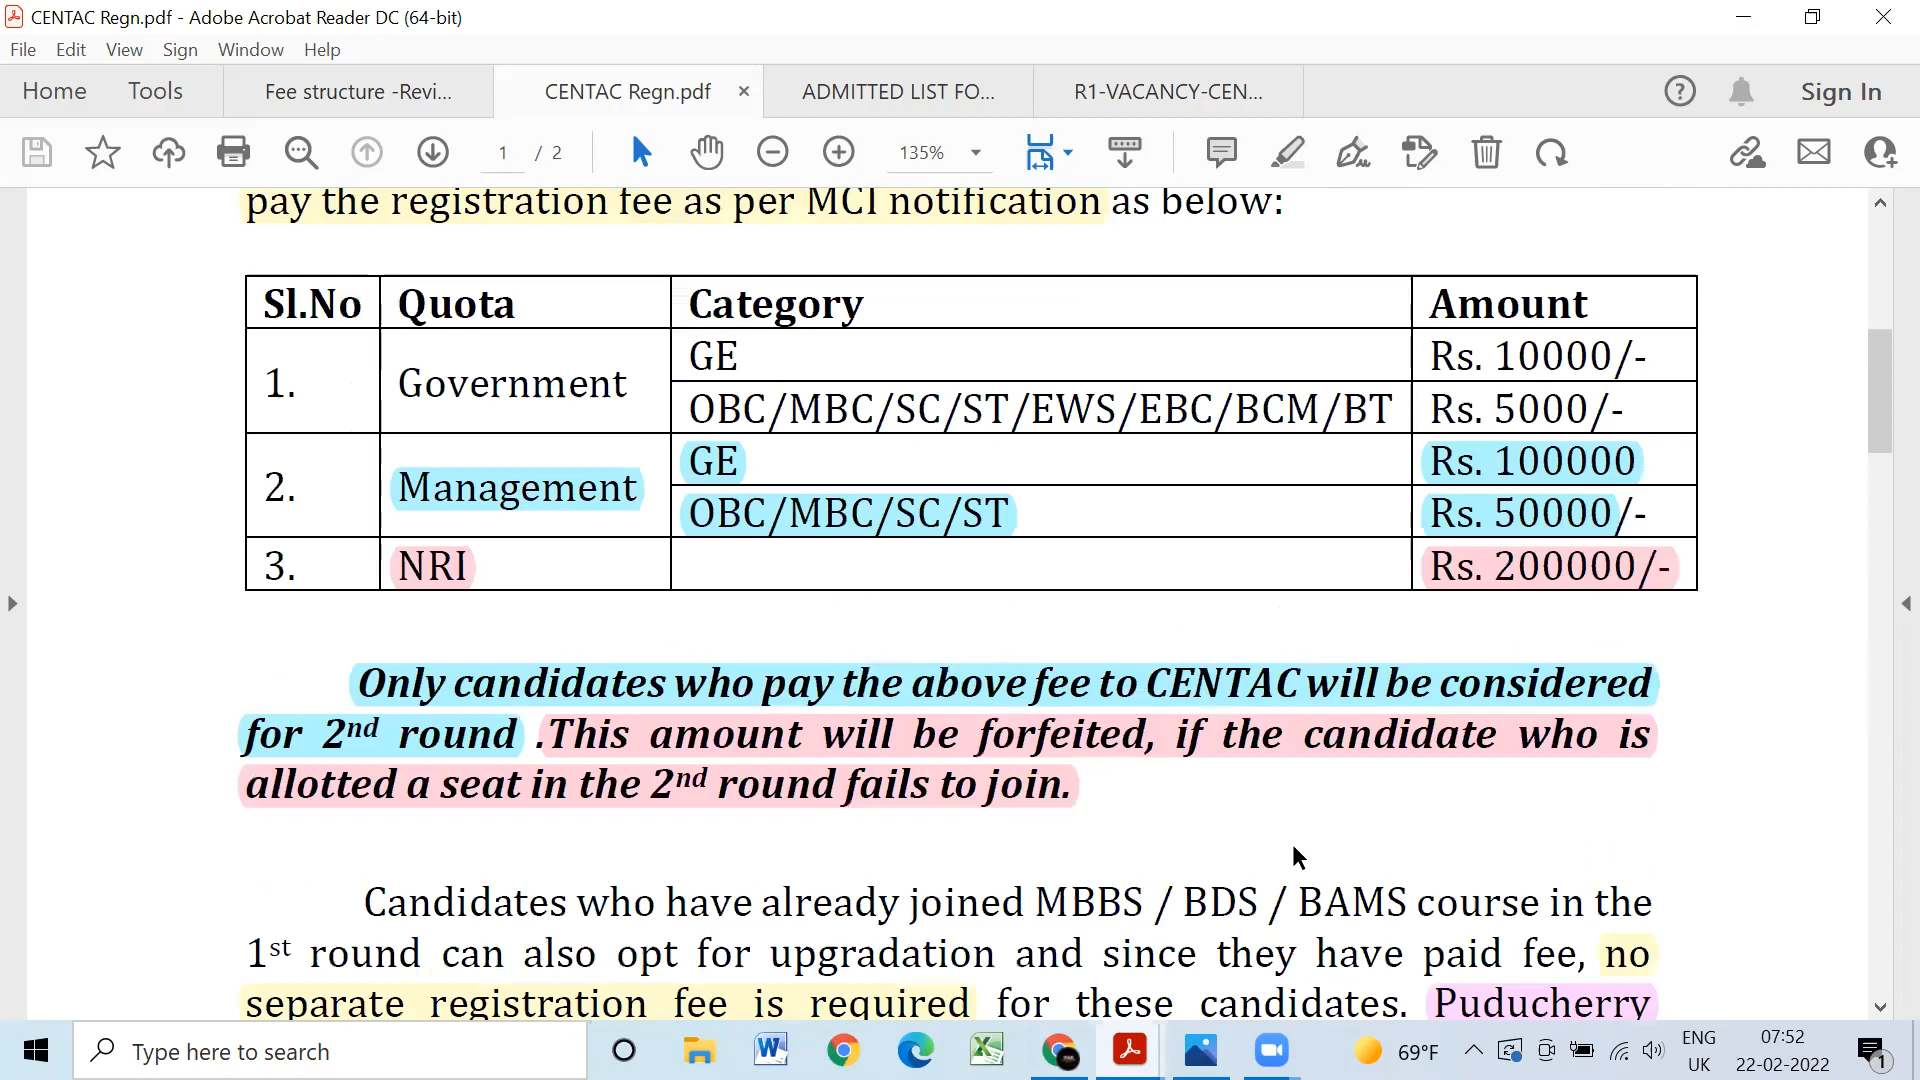 CENTAC Regn.pdf - Adobe Acrobat Reader DC (64-bit)
File Edit View Sign Window Help
Home Tools Fee structure -Revi... CENTAC Regn.pdf × ADMITTED LIST FO... R1-VACANCY-CEN... Sign In
1 / 2 135%
pay the registration fee as per MCI notification as below:
Sl.No Quota Category Amount
1. Government GE Rs. 10000/-
OBC/MBC/SC/ST/EWS/EBC/BCM/BT Rs. 5000/-
2. Management GE Rs. 100000
OBC/MBC/SC/ST Rs. 50000/-
3. NRI Rs. 200000/-
Only candidates who pay the above fee to CENTAC will be considered
for 2nd round .This amount will be forfeited, if the candidate who is
allotted a seat in the 2nd round fails to join.
Candidates who have already joined MBBS / BDS / BAMS course in the
1st round can also opt for upgradation and since they have paid fee, no
separate registration fee is required for these candidates. Puducherry
Type here to search
69°F
ENG
UK
07:52
22-02-2022
1